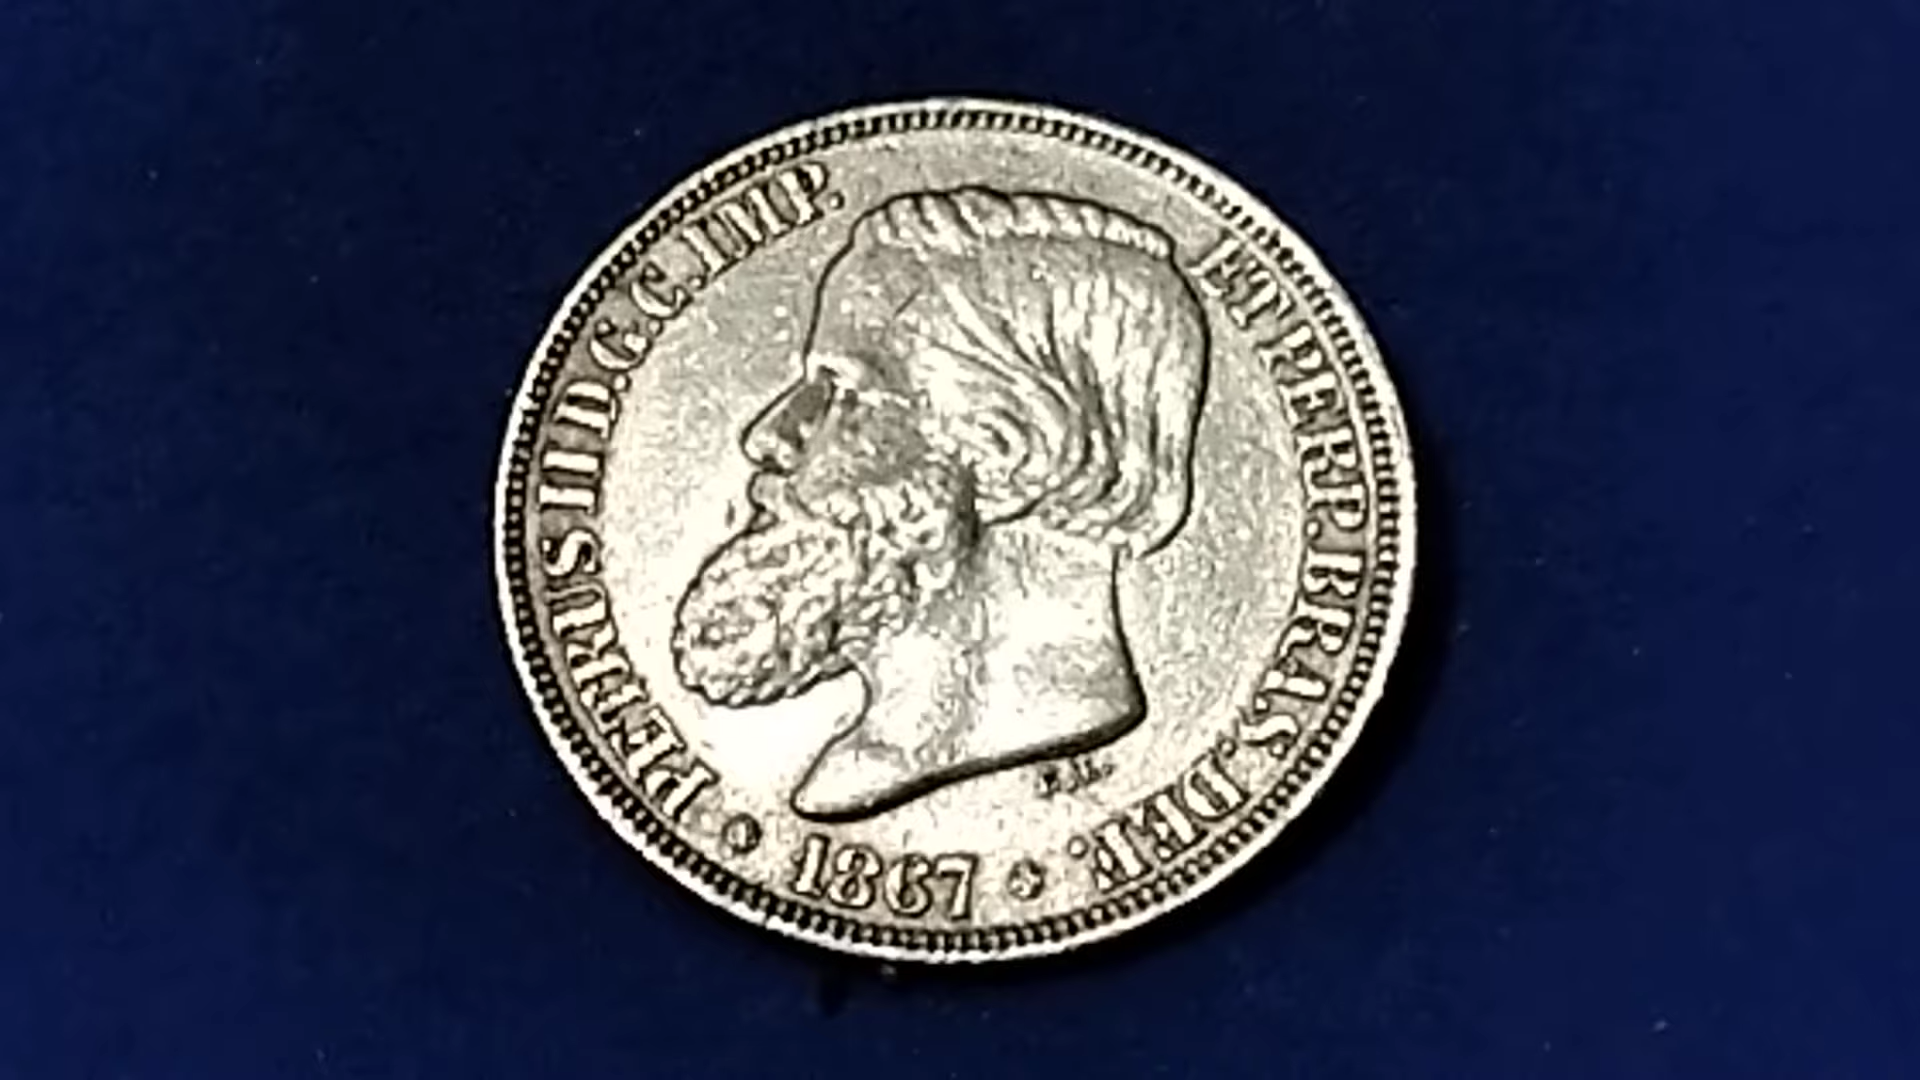 PETRUS II D.G.C.IMP.
ET PERP.BRAS.DEF.
1867